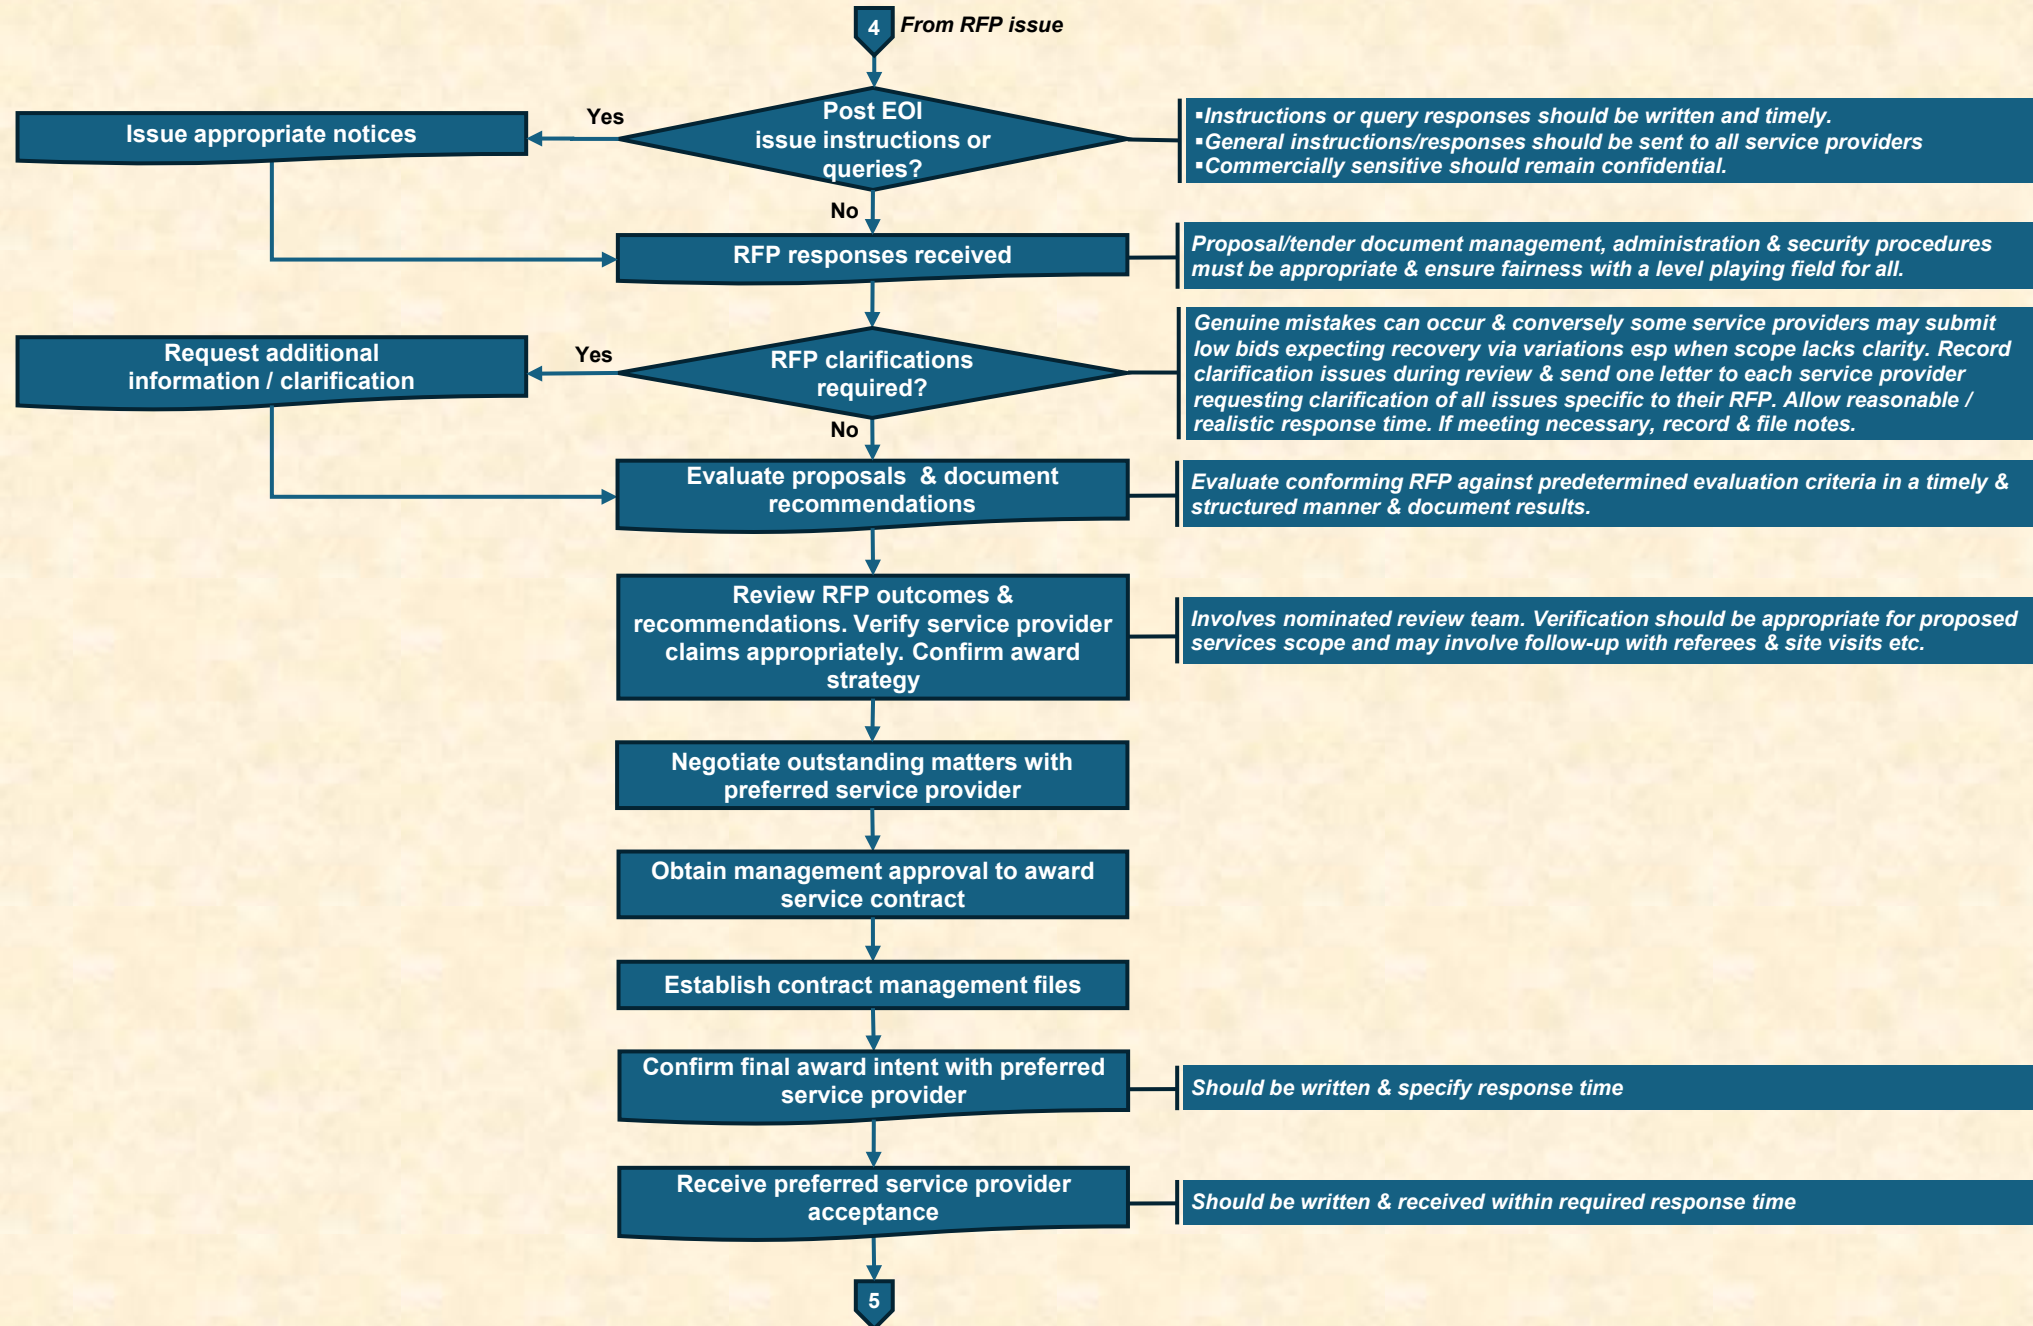 4
From RFP issue
Post EOI
issue instructions or
queries?
Yes
Issue appropriate notices
▪Instructions or query responses should be written and timely.
▪General instructions/responses should be sent to all service providers
▪Commercially sensitive should remain confidential.
No
RFP responses received
Proposal/tender document management, administration & security procedures
must be appropriate & ensure fairness with a level playing field for all.
RFP clarifications
required?
Yes
Request additional
information / clarification
Genuine mistakes can occur & conversely some service providers may submit
low bids expecting recovery via variations esp when scope lacks clarity. Record
clarification issues during review & send one letter to each service provider
requesting clarification of all issues specific to their RFP. Allow reasonable /
realistic response time. If meeting necessary, record & file notes.
No
Evaluate proposals & document
recommendations
Evaluate conforming RFP against predetermined evaluation criteria in a timely &
structured manner & document results.
Review RFP outcomes &
recommendations. Verify service provider
claims appropriately. Confirm award
strategy
Involves nominated review team. Verification should be appropriate for proposed
services scope and may involve follow-up with referees & site visits etc.
Negotiate outstanding matters with
preferred service provider
Obtain management approval to award
service contract
Establish contract management files
Confirm final award intent with preferred
service provider
Should be written & specify response time
Receive preferred service provider
acceptance
Should be written & received within required response time
5